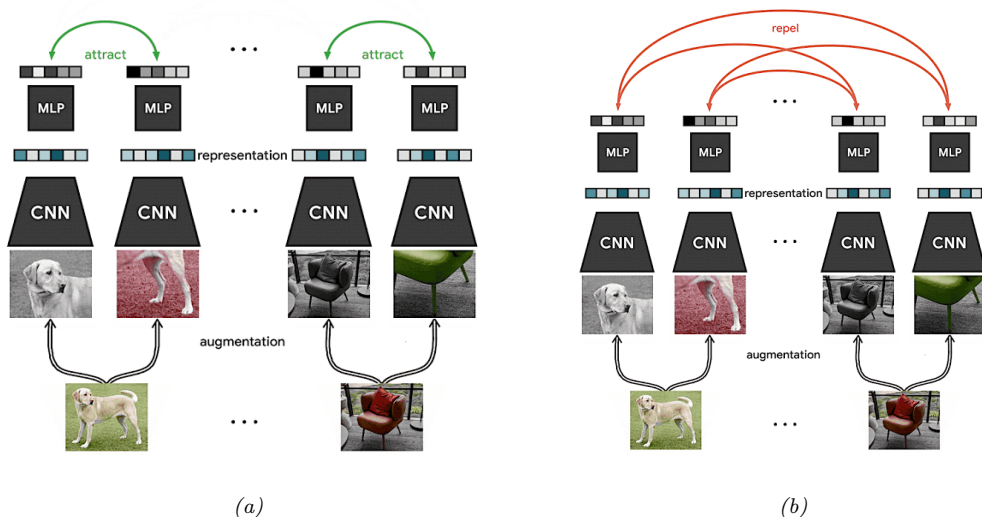 attract
...
attract
MLP
MLP
MLP
MLP
representation
CNN
CNN
...
CNN
CNN
augmentation
...
(a)
repel
...
MLP
MLP
MLP
MLP
representation
CNN
CNN
...
CNN
CNN
augmentation
...
(b)